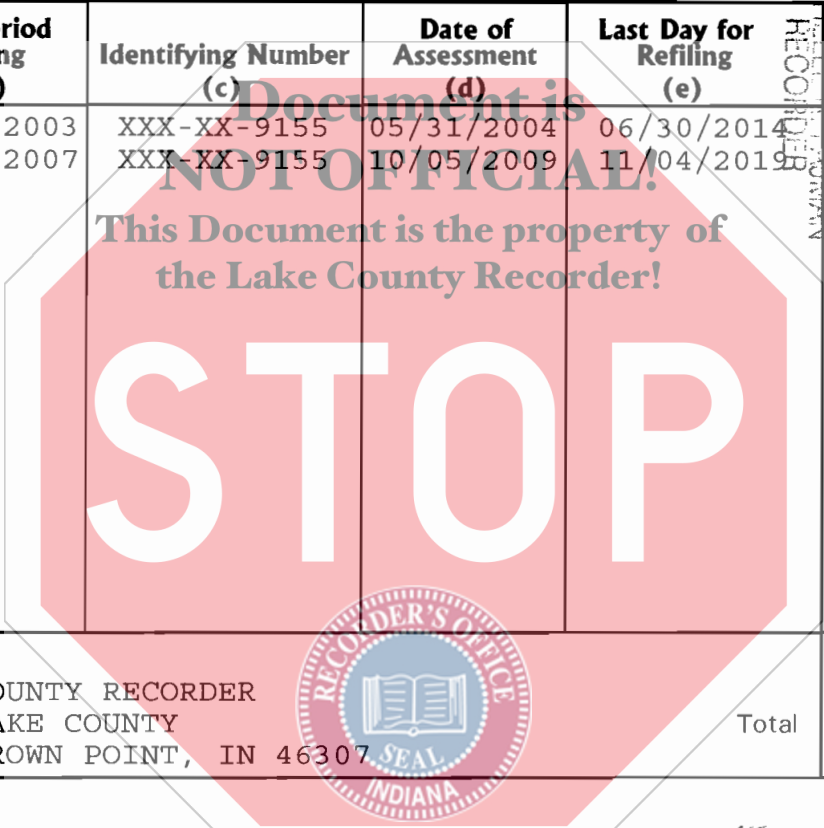 riod
ng
)
Identifying Number
(c)
Date of
Assessment
(d)
Last Day for
Refiling
(e)
RECORDER
2003 XXX-XX-9155 05/31/2004 06/30/2014
2007 XXX-XX-9155 10/05/2009 11/04/2019
Document is
NOT OFFICIAL!
This Document is the property of
the Lake County Recorder!
STOP
RECORDER'S OFFICE
SEAL
INDIANA
OUNTY RECORDER
AKE COUNTY
ROWN POINT, IN 46307
Total